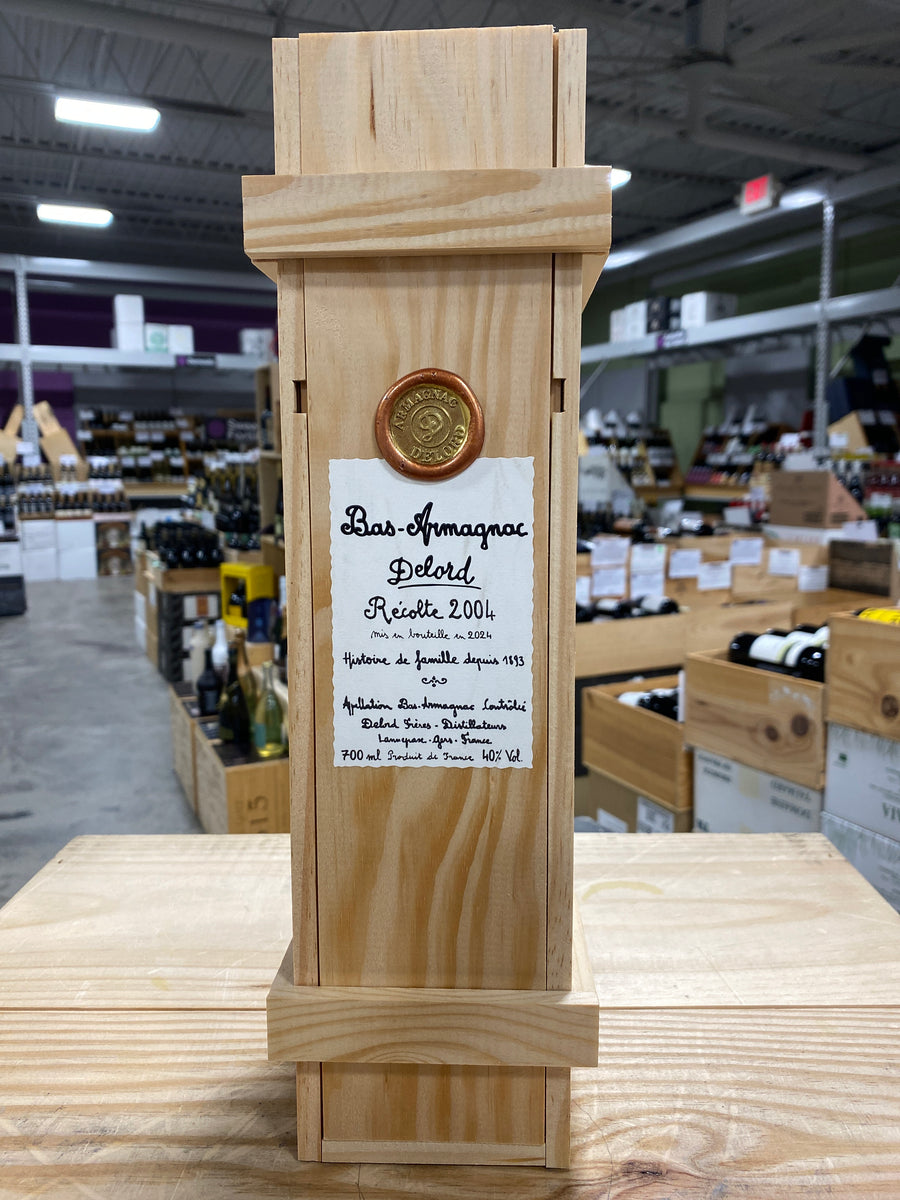 ARMAGNAC
D
DELORD
Bas-Armagnac
Delord
Récolte 2004
mis en bouteille en 2024
Histoire de famille depuis 1893
Appellation Bas-Armagnac Contrôlée
Delord Frères - Distillateurs
Lannepax - Gers - France
700 ml Produit de France 40% Vol.